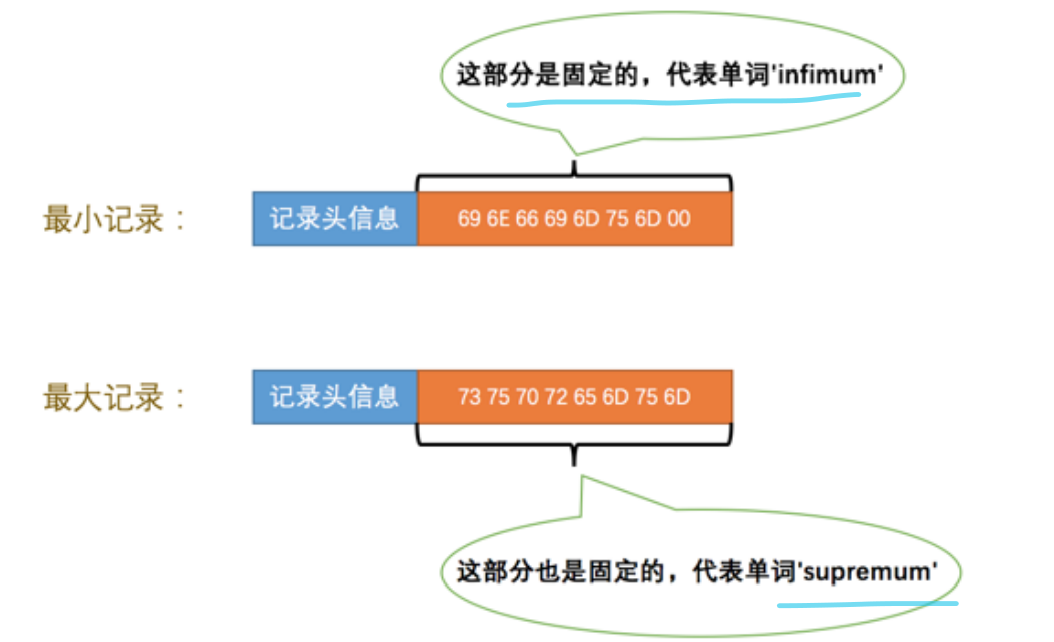 这部分是固定的，代表单词'infimum'
最小记录：
记录头信息
69 6E 66 69 6D 75 6D 00
最大记录：
记录头信息
73 75 70 72 65 6D 75 6D
这部分也是固定的，代表单词'supremum'